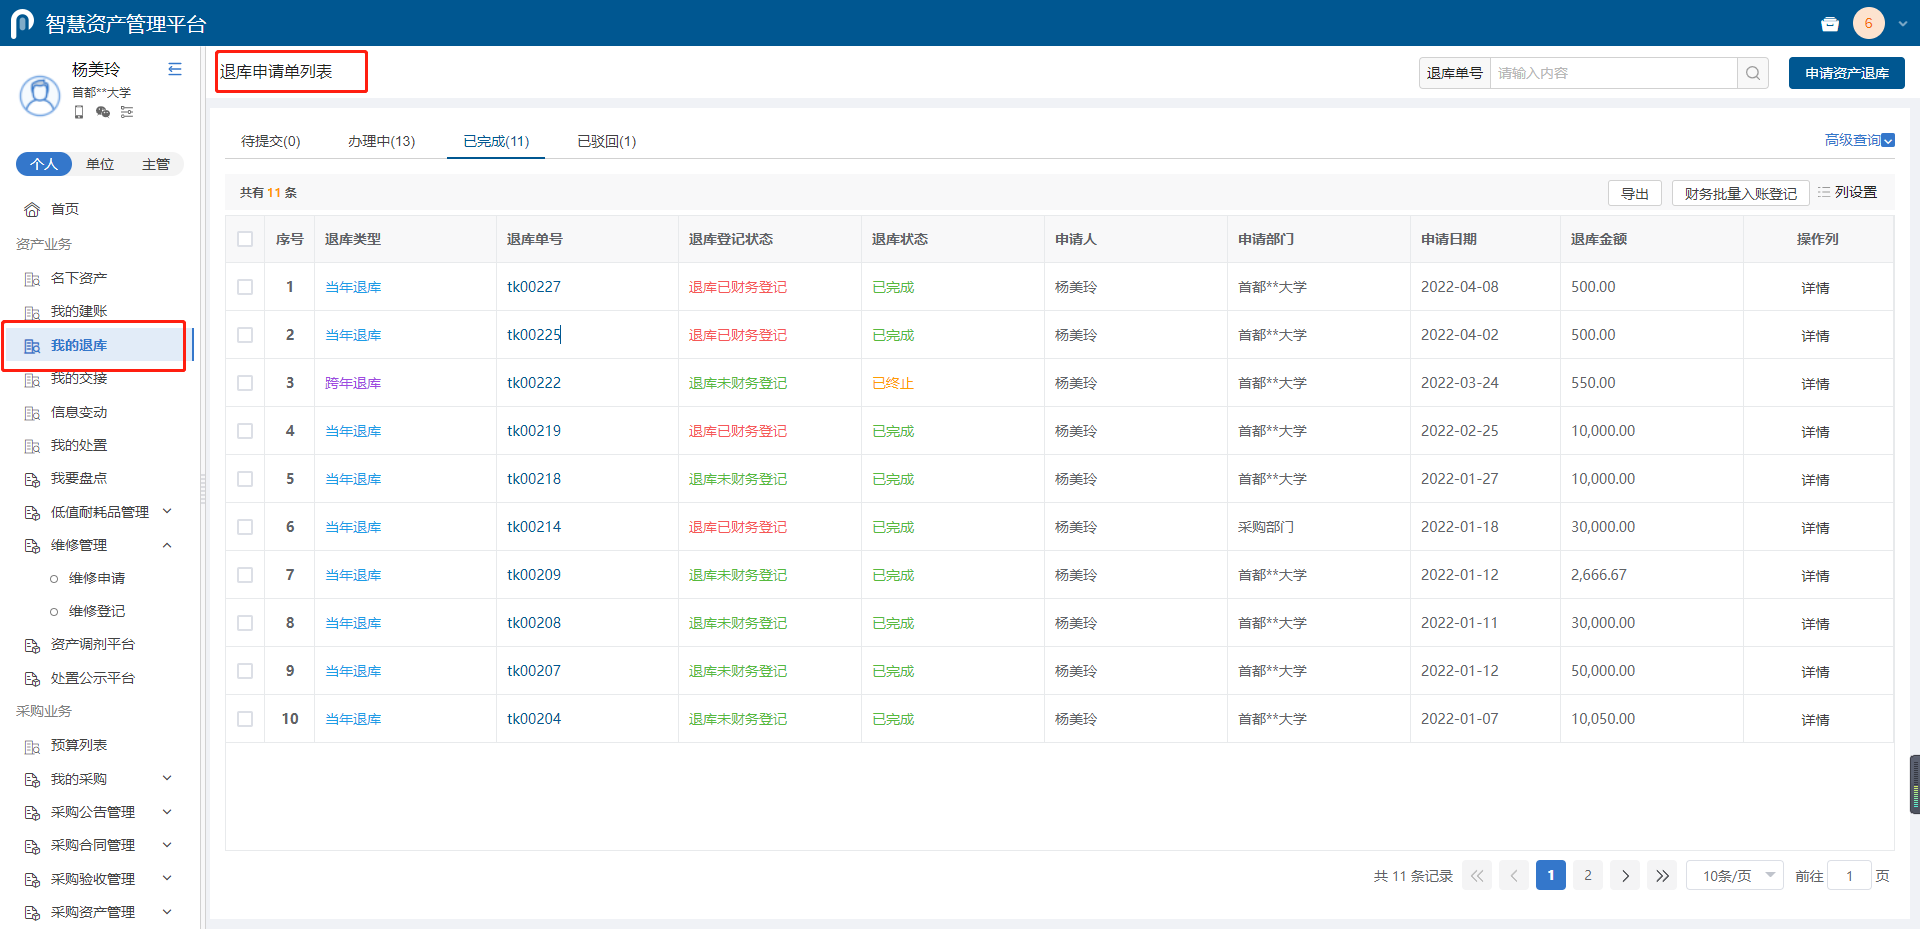 智慧资产管理平台
6
杨美玲
首都**大学
个人 单位 主管
首页
资产业务
名下资产
我的建账
我的退库
我的交接
信息变动
我的处置
我要盘点
低值耐耗品管理
维修管理
维修申请
维修登记
资产调剂平台
处置公示平台
采购业务
预算列表
我的采购
采购公告管理
采购合同管理
采购验收管理
采购资产管理
退库申请单列表
退库单号 请输入内容 申请资产退库
待提交(0) 办理中(13) 已完成(11) 已驳回(1) 高级查询
共有 11 条 导出 财务批量入账登记 列设置
序号 退库类型 退库单号 退库登记状态 退库状态 申请人 申请部门 申请日期 退库金额 操作列
1 当年退库 tk00227 退库已财务登记 已完成 杨美玲 首都**大学 2022-04-08 500.00 详情
2 当年退库 tk00225 退库已财务登记 已完成 杨美玲 首都**大学 2022-04-02 500.00 详情
3 跨年退库 tk00222 退库未财务登记 已终止 杨美玲 首都**大学 2022-03-24 550.00 详情
4 当年退库 tk00219 退库已财务登记 已完成 杨美玲 首都**大学 2022-02-25 10,000.00 详情
5 当年退库 tk00218 退库未财务登记 已完成 杨美玲 首都**大学 2022-01-27 10,000.00 详情
6 当年退库 tk00214 退库已财务登记 已完成 杨美玲 采购部门 2022-01-18 30,000.00 详情
7 当年退库 tk00209 退库未财务登记 已完成 杨美玲 首都**大学 2022-01-12 2,666.67 详情
8 当年退库 tk00208 退库未财务登记 已完成 杨美玲 首都**大学 2022-01-11 30,000.00 详情
9 当年退库 tk00207 退库未财务登记 已完成 杨美玲 首都**大学 2022-01-12 50,000.00 详情
10 当年退库 tk00204 退库未财务登记 已完成 杨美玲 首都**大学 2022-01-07 10,050.00 详情
共 11 条记录 1 2 10条/页 前往 1 页